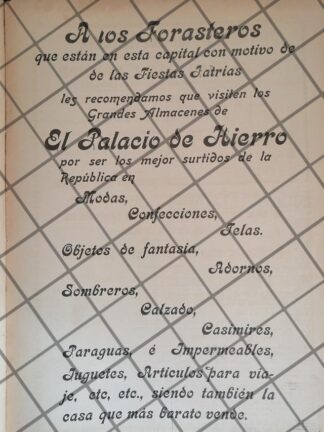 A los Forasteros
que están en esta capital con motivo de
de las Fiestas Patrias
les recomendamos que visiten los
Grandes Almacenes de
El Palacio de Hierro
por ser los mejor surtidos de la
República en
Modas,
Confecciones,
Telas.
Objetos de fantasía,
Adornos,
Sombreros,
Calzado,
Casimires,
Paraguas, é Impermeables,
Juguetes, Artículos para via-
je, etc, etc., siendo también la
casa que más barato vende.